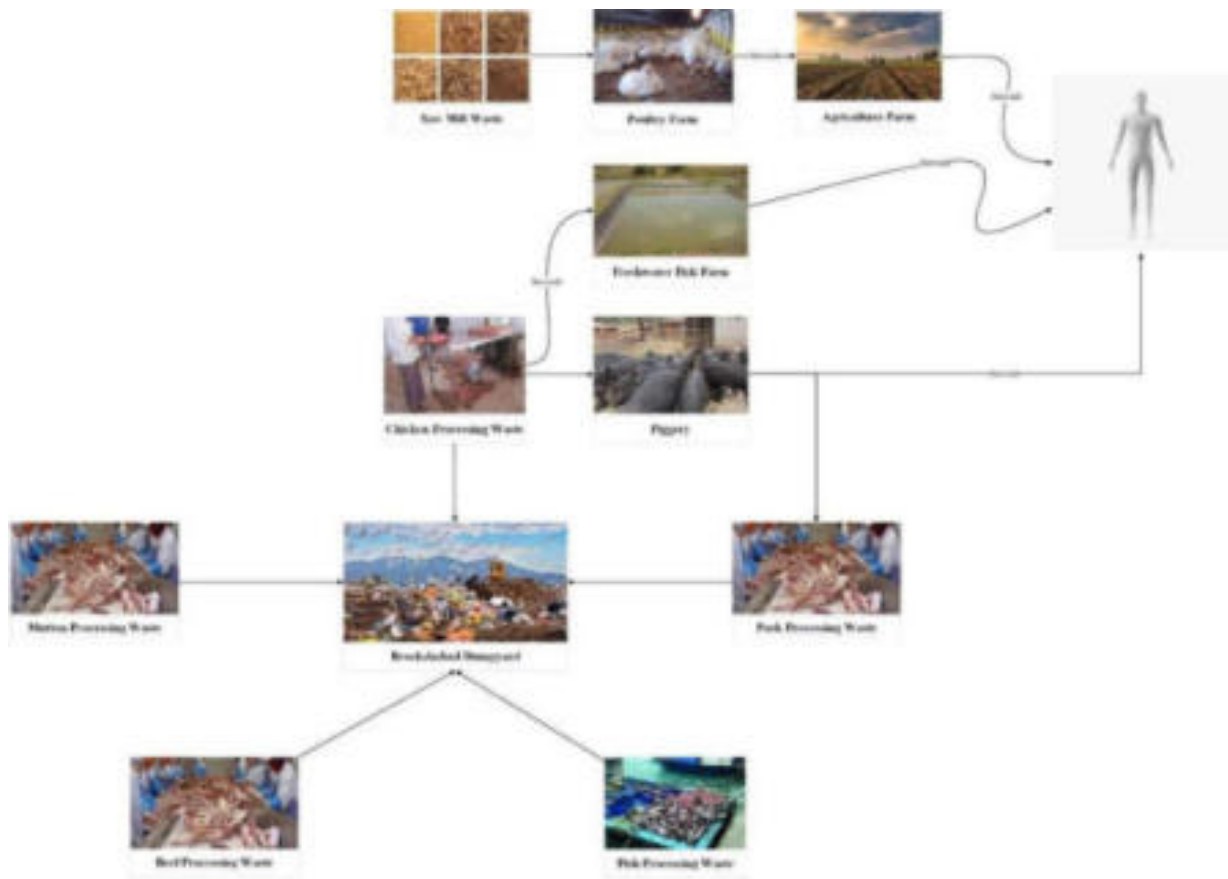 Saw Mill Waste
Poultry Farm
Agriculture Farm
Freshwater Fish Farm
Chicken Processing Waste
Piggery
Mutton Processing Waste
Dumpyard
Pork Processing Waste
Beef Processing Waste
Fish Processing Waste